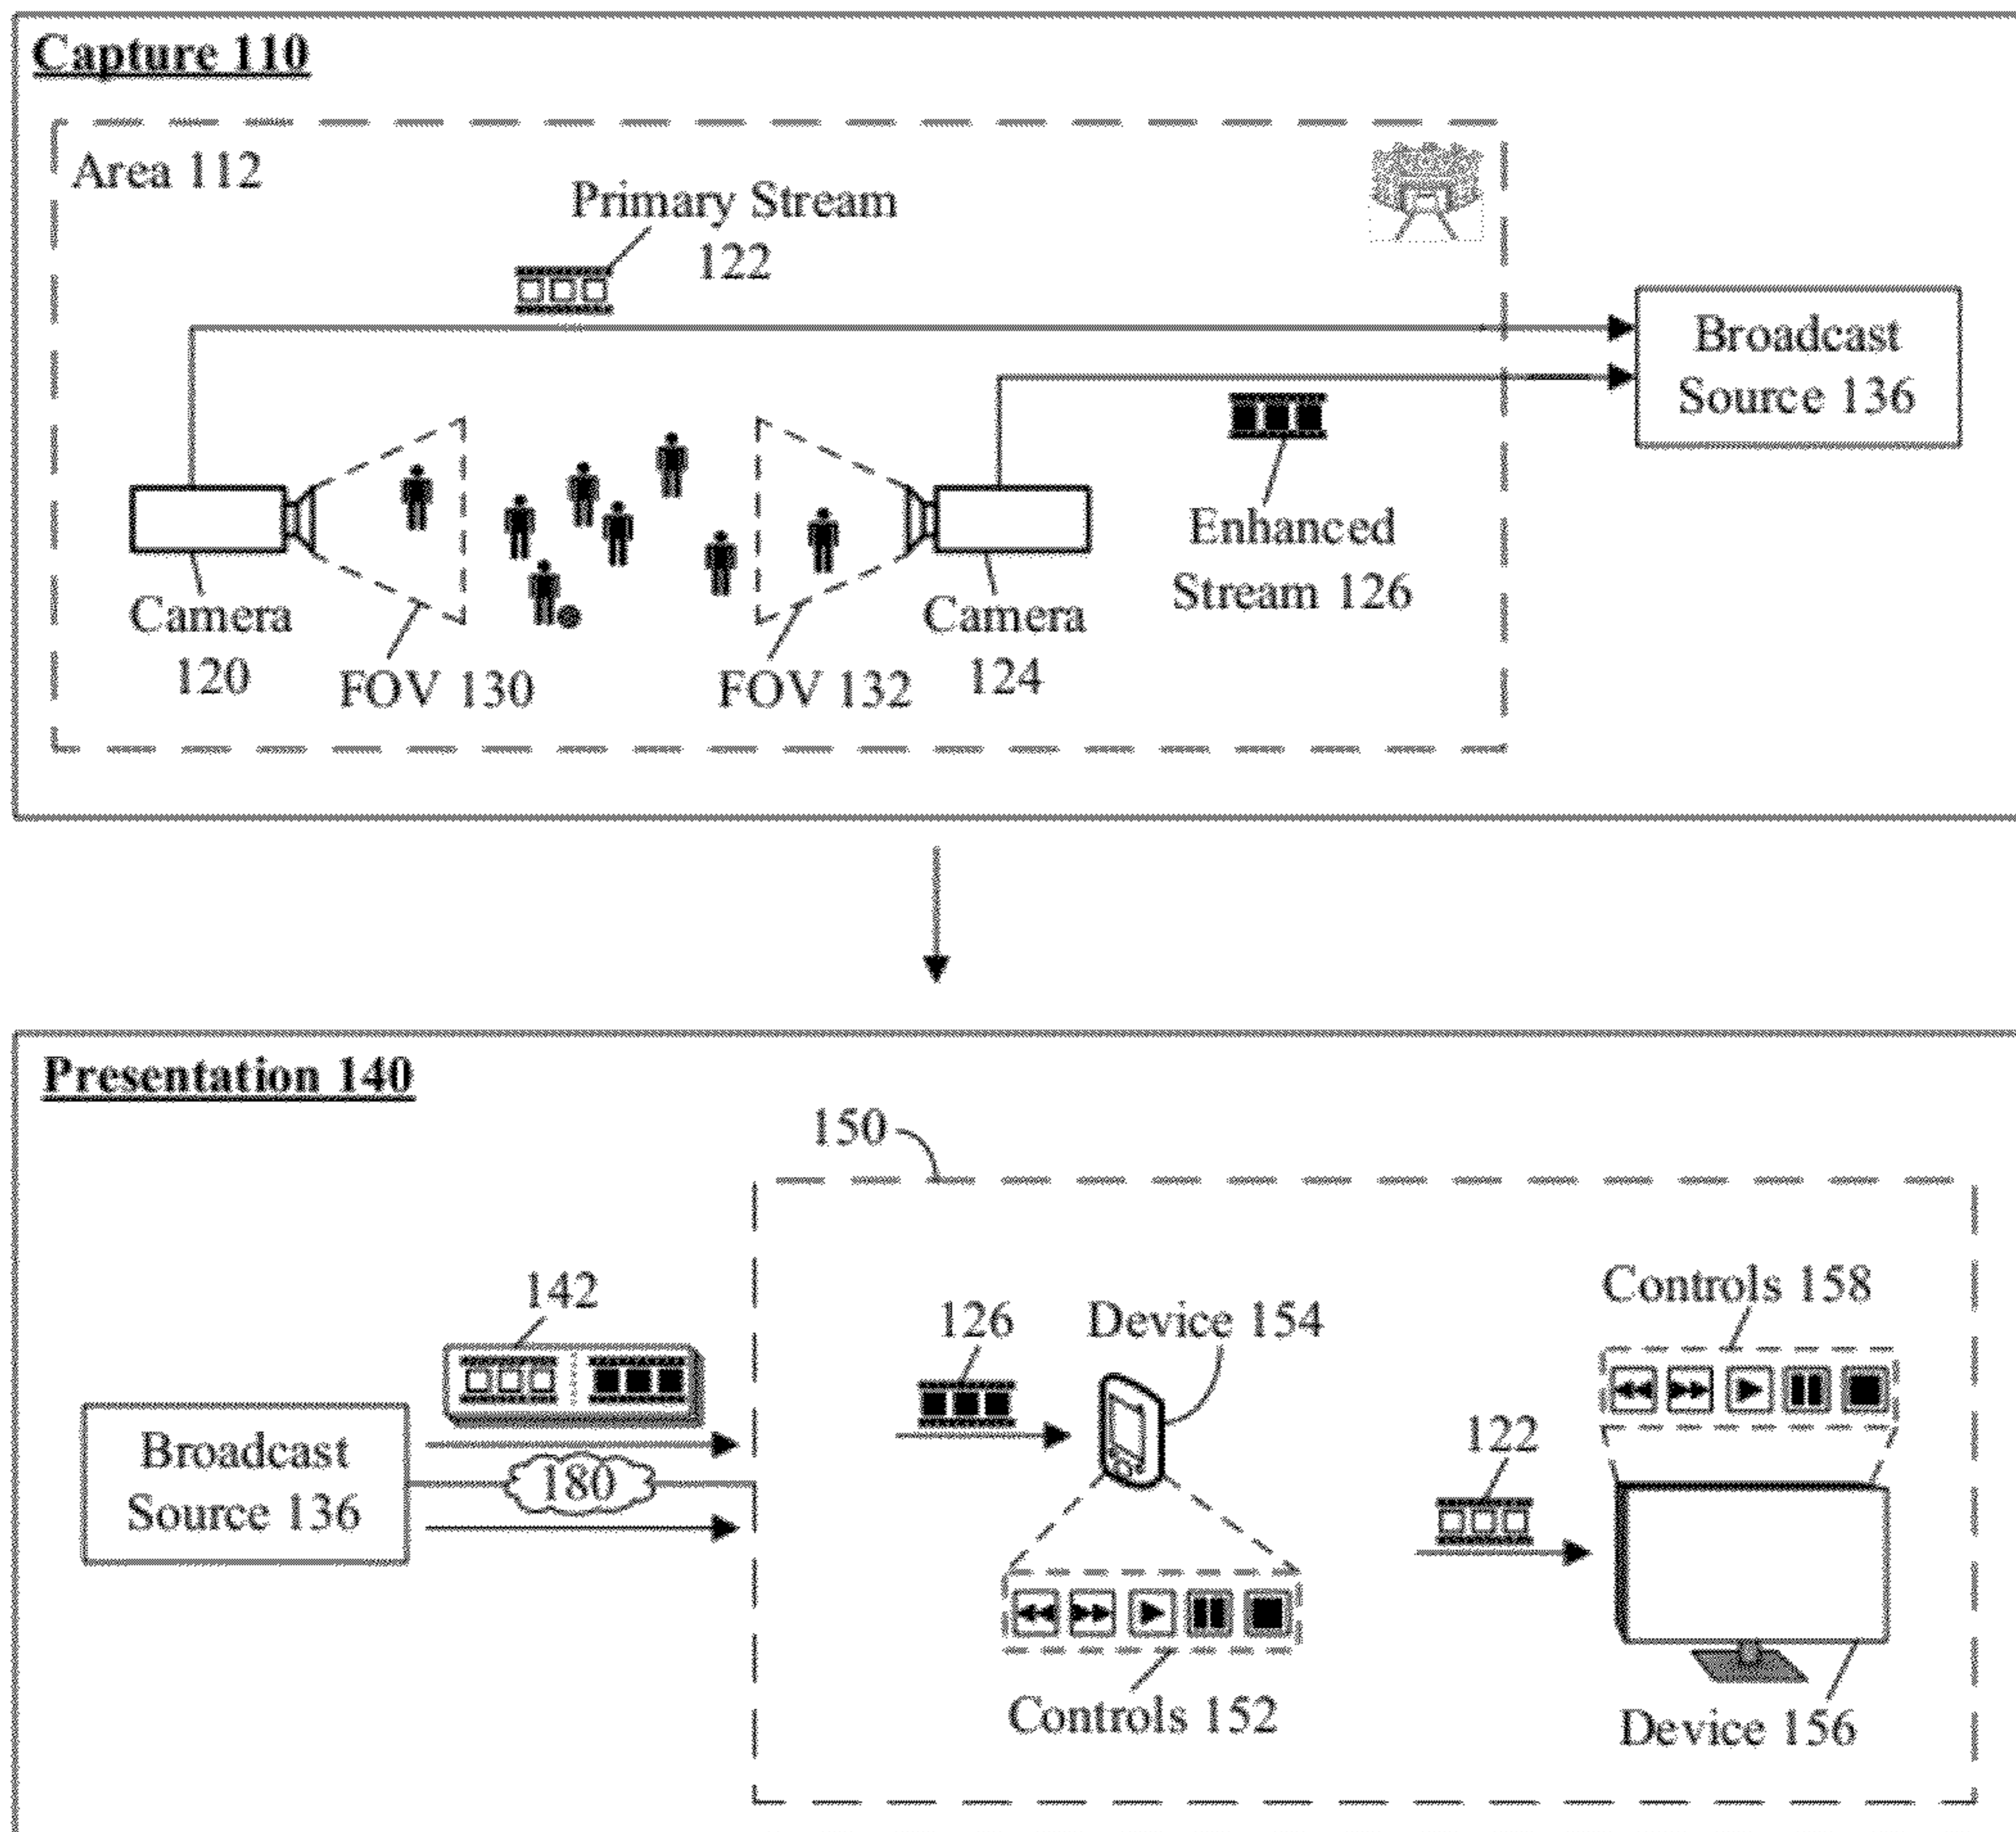 Capture 110
Area 112
Primary Stream
122
Broadcast
Source 136
Enhanced
Stream 126
Camera
120
FOV 130
FOV 132
Camera
124
Presentation 140
150
142
126
Device 154
Controls 158
Broadcast
Source 136
180
122
Controls 152
Device 156